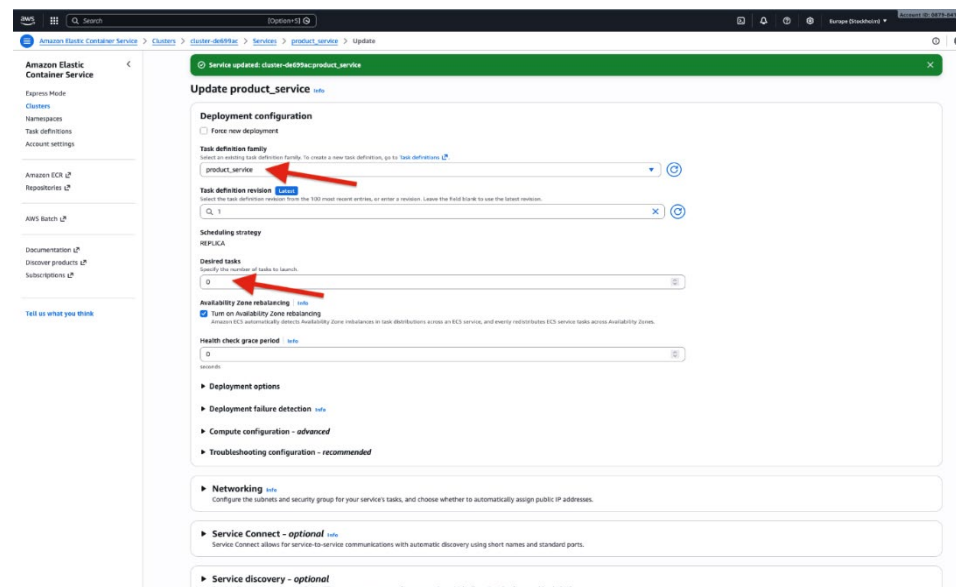 aws
Search
[Option+S]
Europe (Stockholm)
Amazon Elastic Container Service > Clusters > cluster-de699ac > Services > product_service > Update
Amazon Elastic
Container Service
Express Mode
Clusters
Namespaces
Task definitions
Account settings
Amazon ECR
Repositories
AWS Batch
Documentation
Discover products
Subscriptions
Tell us what you think
Service updated: cluster-de699ac:product_service
Update product_service Info
Deployment configuration
Force new deployment
Task definition family
Select an existing task definition family. To create a new task definition, go to Task definitions.
product_service
Task definition revision Latest
Select the task definition revision from the 100 most recent entries, or enter a revision. Leave the field blank to use the latest revision.
1
Scheduling strategy
REPLICA
Desired tasks
Specify the number of tasks to launch.
0
Availability Zone rebalancing Info
Turn on Availability Zone rebalancing
Amazon ECS automatically detects Availability Zone imbalances in task distributions across an ECS service, and evenly redistributes ECS service tasks across Availability Zones.
Health check grace period Info
0
seconds
Deployment options
Deployment failure detection Info
Compute configuration - advanced
Troubleshooting configuration - recommended
Networking Info
Configure the subnets and security group for your service's tasks, and choose whether to automatically assign public IP addresses.
Service Connect - optional Info
Service Connect allows for service-to-service communications with automatic discovery using short names and standard ports.
Service discovery - optional